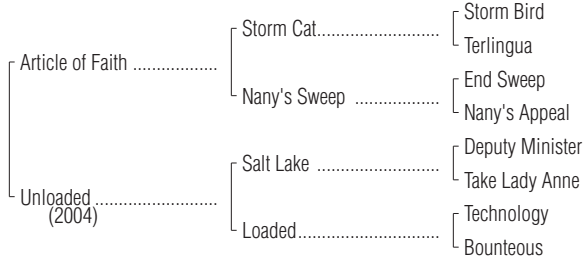 Storm Bird
Storm Cat.............................
Terlingua
Article of Faith .................
End Sweep
Nany's Sweep ....................
Nany's Appeal
Deputy Minister
Salt Lake .............................
Take Lady Anne
Unloaded .........................
(2004)
Technology
Loaded.................................
Bounteous